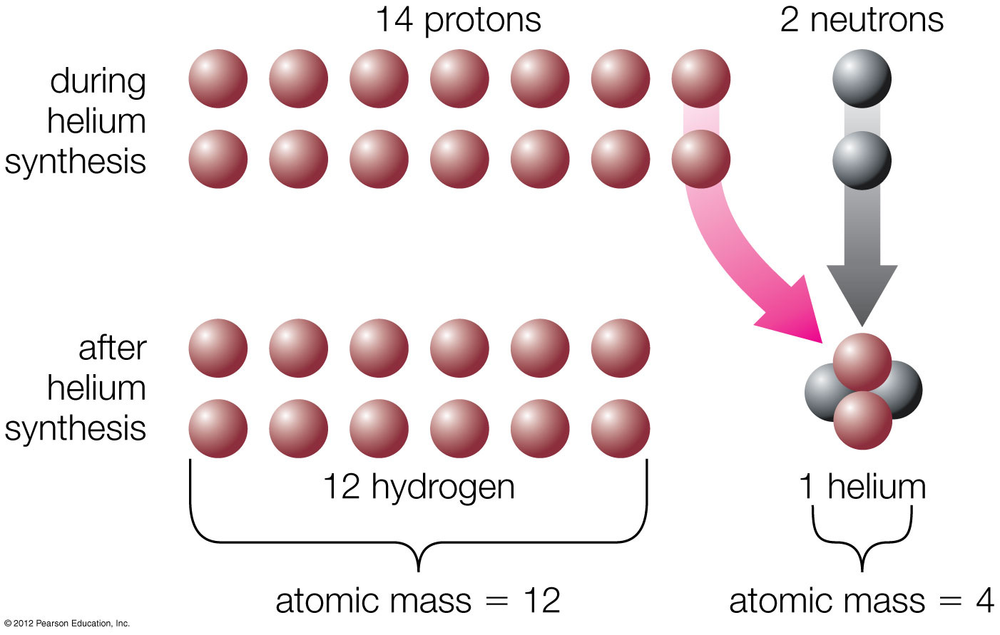 14 protons
2 neutrons
during
helium
synthesis
after
helium
synthesis
12 hydrogen
1 helium
atomic mass = 12
atomic mass = 4
© 2012 Pearson Education, Inc.